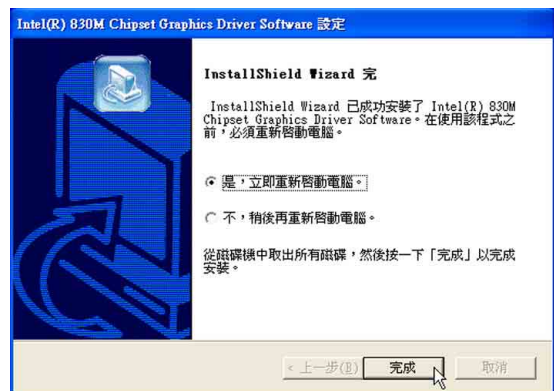 Intel(R) 830M Chipset Graphics Driver Software 設定
InstallShield Wizard 完
InstallShield Wizard 已成功安裝了 Intel(R) 830M
Chipset Graphics Driver Software。在使用該程式之
前，必須重新啟動電腦。
是，立即重新啟動電腦。
不，稍後再重新啟動電腦。
從磁碟機中取出所有磁碟，然後按一下「完成」以完成
安裝。
< 上一步(B)
完成
取消